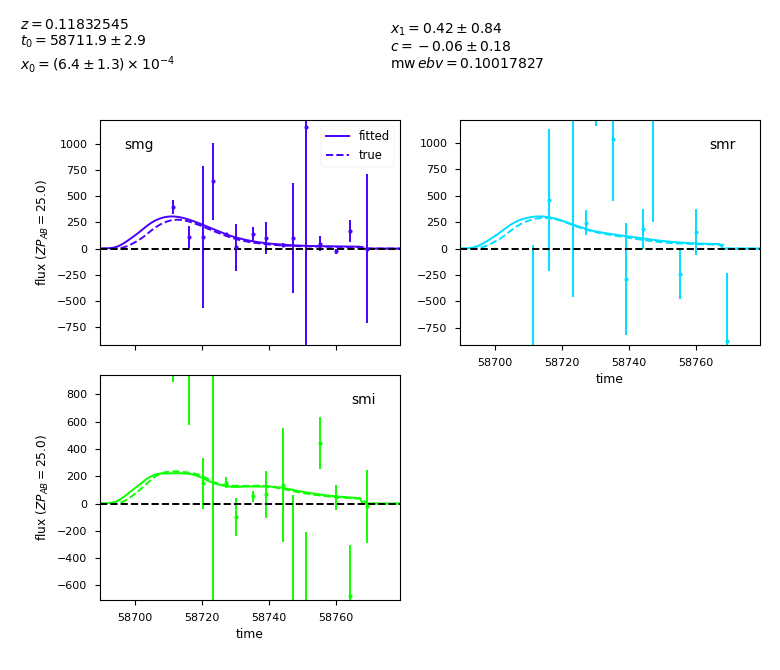 z = 0.11832545
t₀ = 58711.9 ± 2.9
x₀ = (6.4 ± 1.3) × 10⁻⁴
x₁ = 0.42 ± 0.84
c = −0.06 ± 0.18
mw ebv = 0.10017827
smg
fitted
true
1000
750
500
250
0
−250
−500
−750
flux (ZP_AB = 25.0)
smr
1000
750
500
250
0
−250
−500
−750
58700 58720 58740 58760
time
smi
800
600
400
200
0
−200
−400
−600
flux (ZP_AB = 25.0)
58700 58720 58740 58760
time